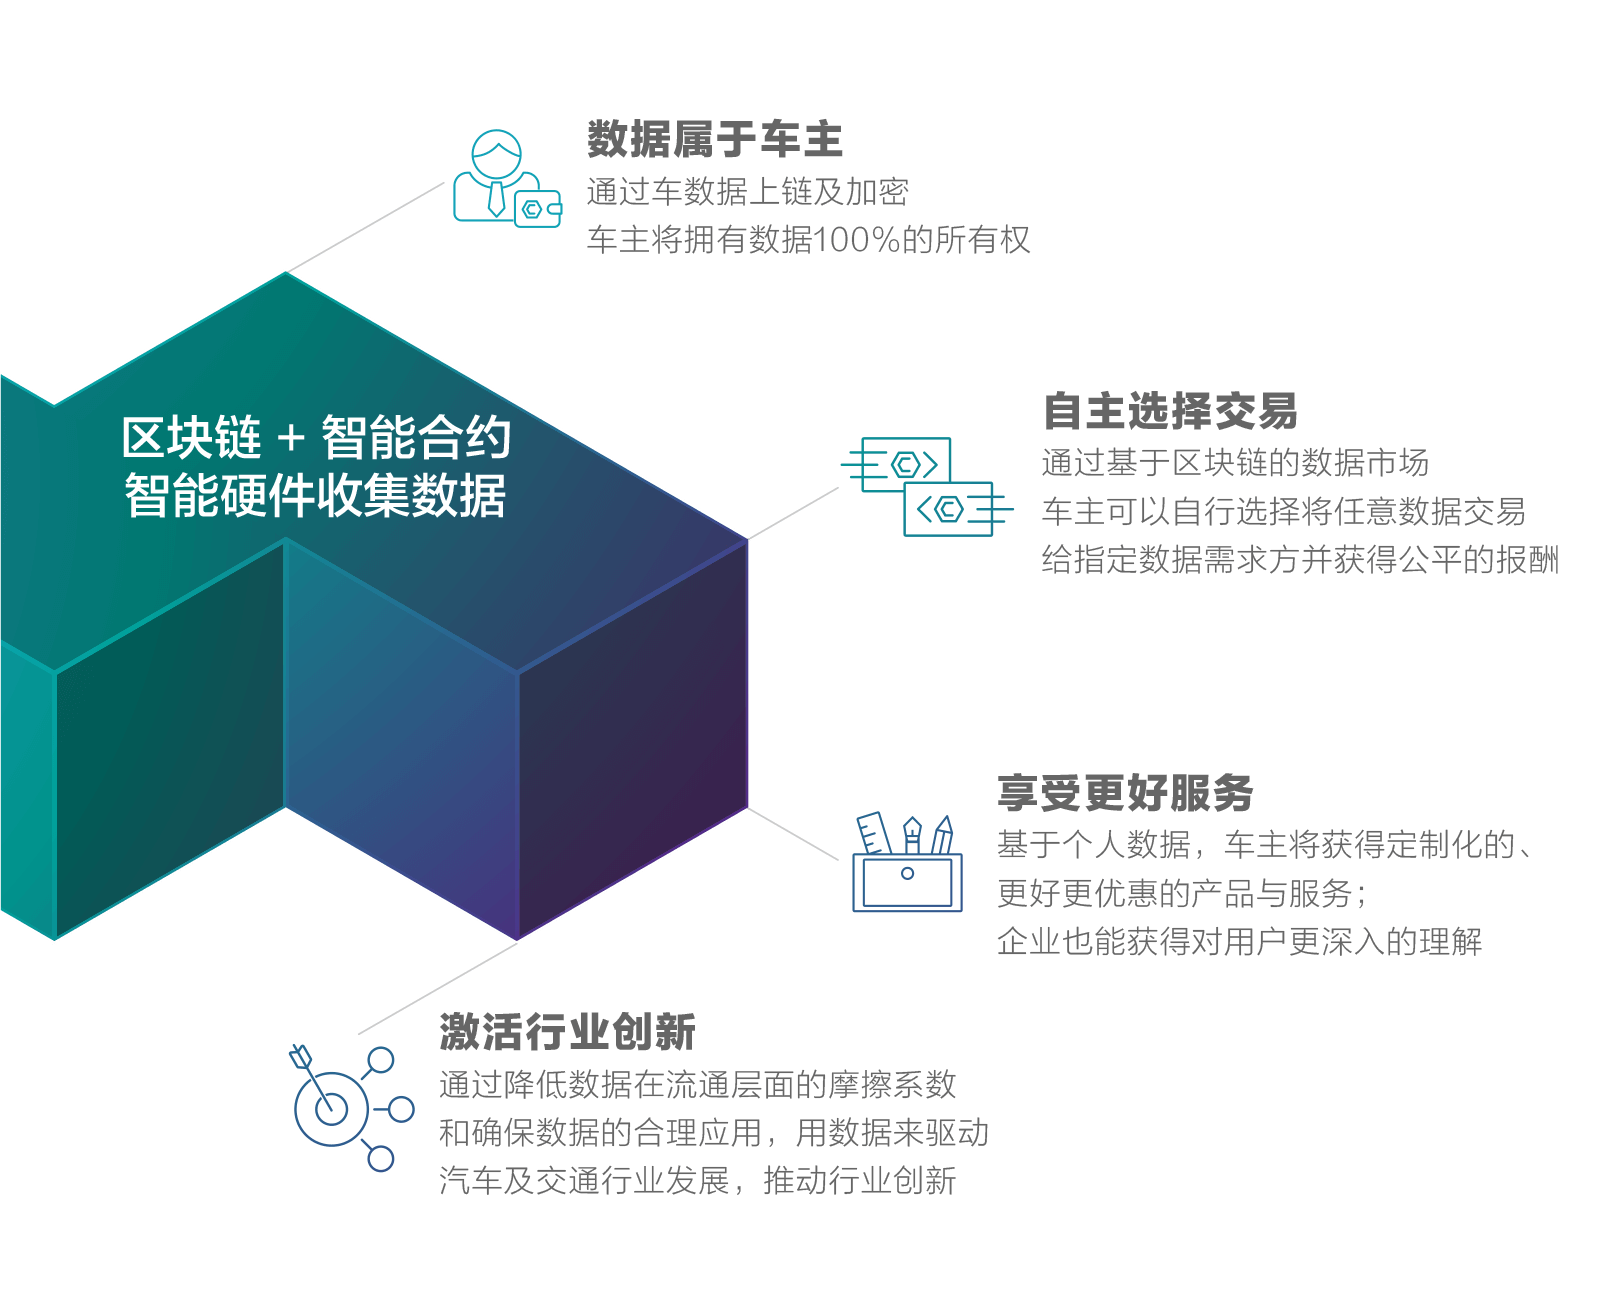 数据属于车主
通过车数据上链及加密
车主将拥有数据100%的所有权
区块链 + 智能合约
智能硬件收集数据
自主选择交易
通过基于区块链的数据市场
车主可以自行选择将任意数据交易
给指定数据需求方并获得公平的报酬
享受更好服务
基于个人数据，车主将获得定制化的、
更好更优惠的产品与服务；
企业也能获得对用户更深入的理解
激活行业创新
通过降低数据在流通层面的摩擦系数
和确保数据的合理应用，用数据来驱动
汽车及交通行业发展，推动行业创新